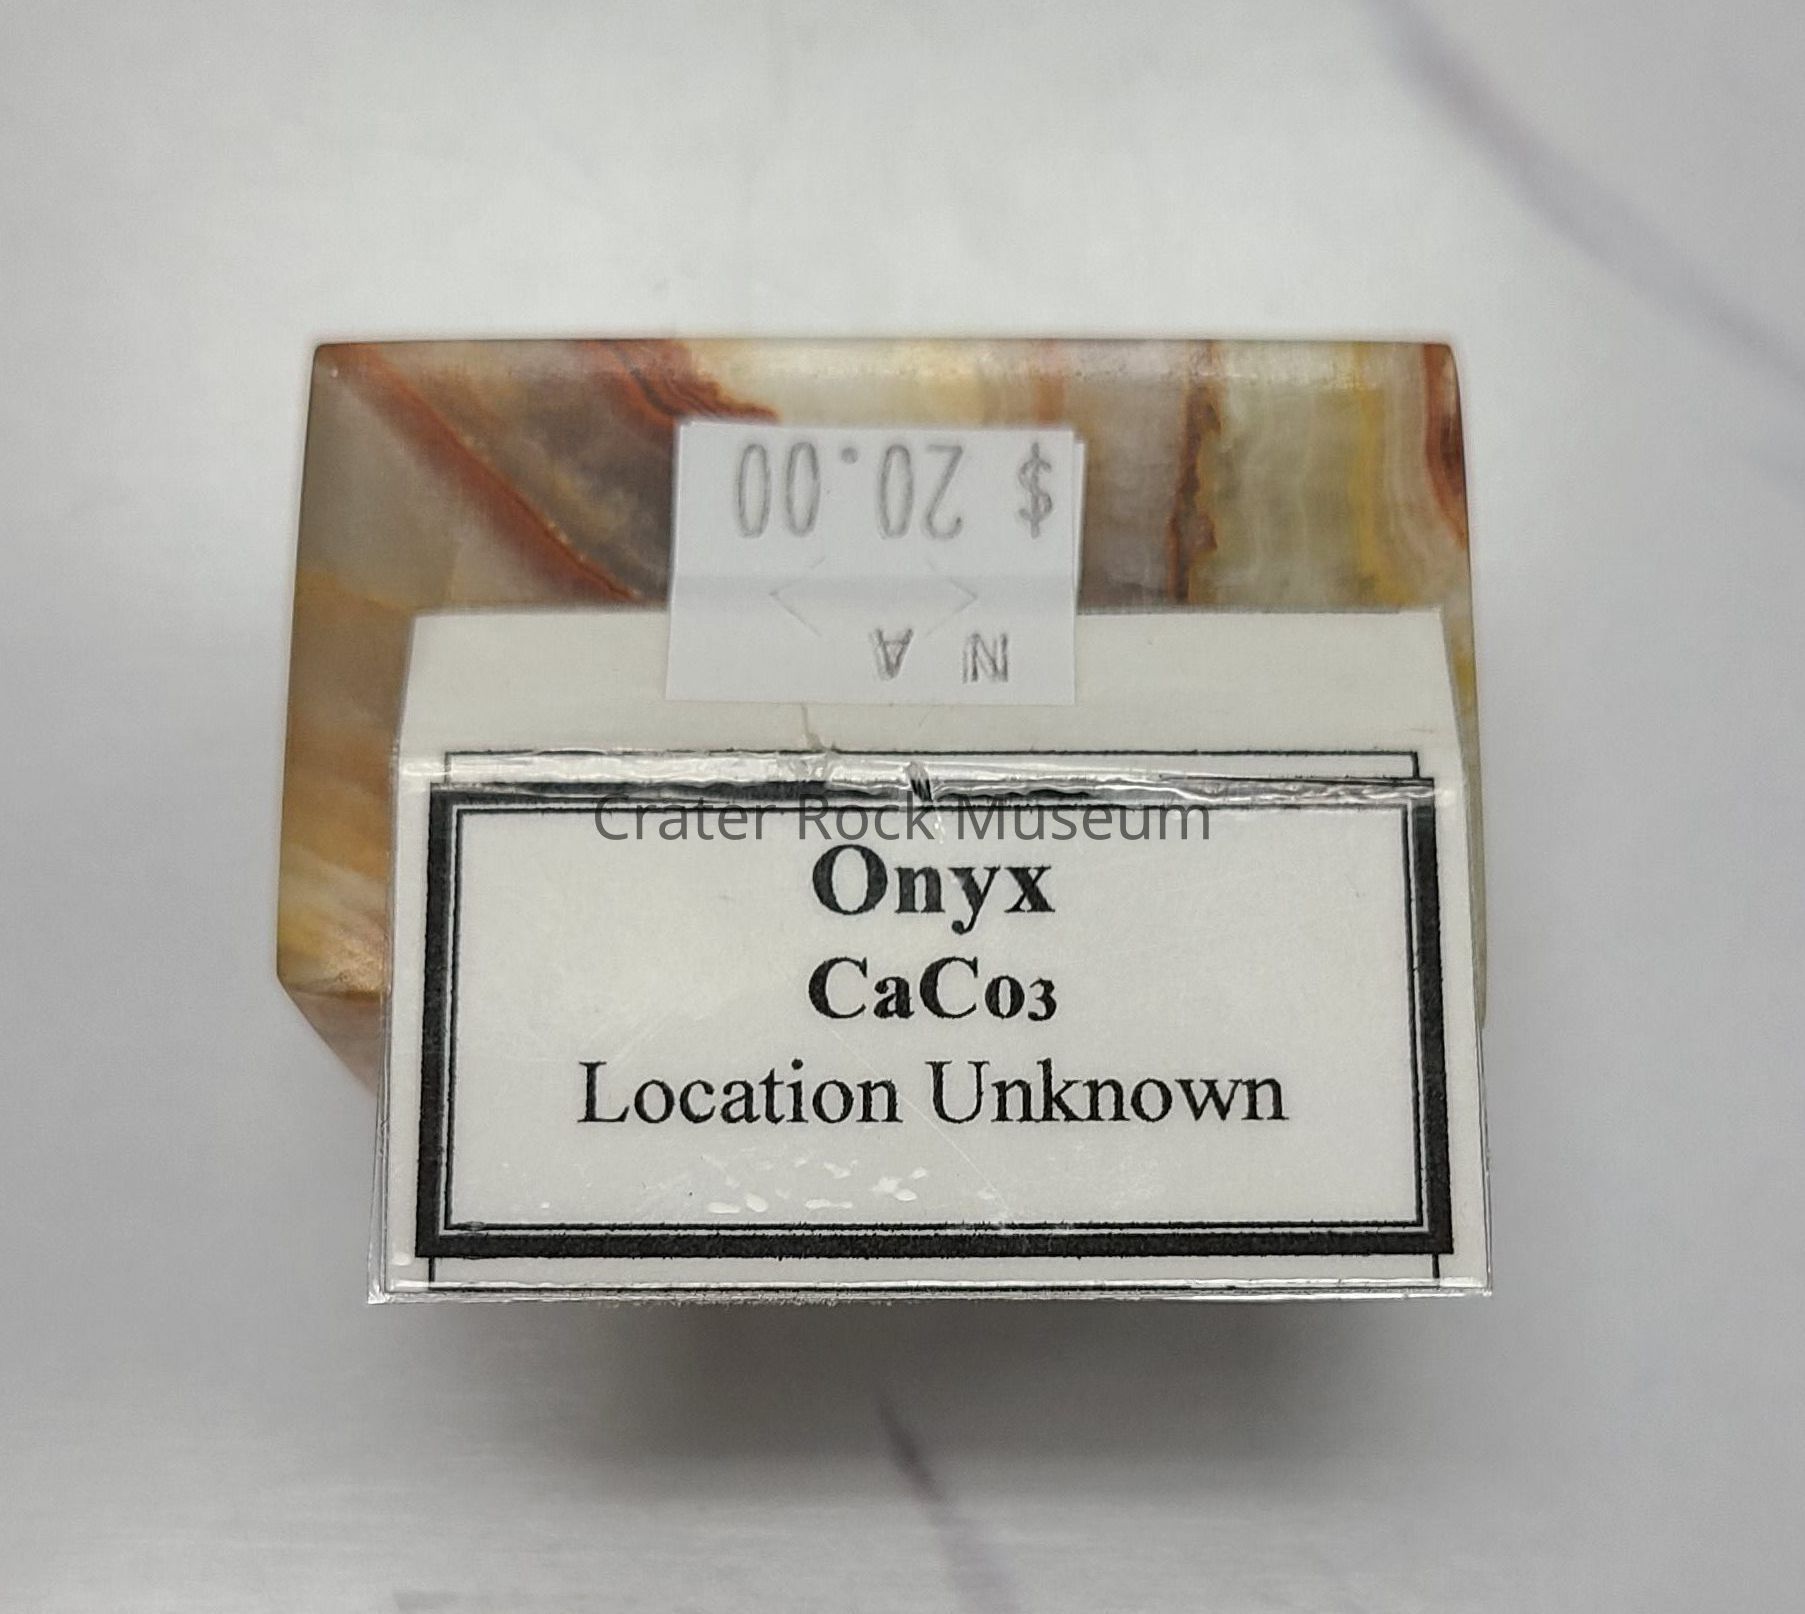 $ 20.00
N A
Crater Rock Museum
Onyx
CaCo3
Location Unknown